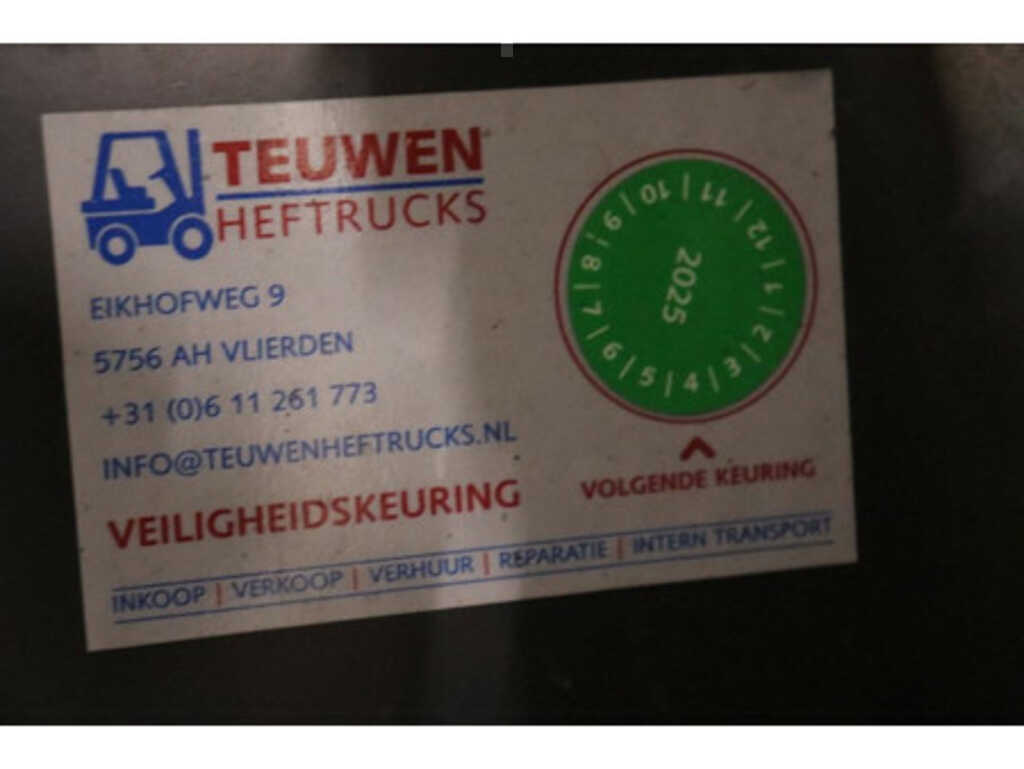 TEUWEN
HEFTRUCKS
EIKHOFWEG 9
5756 AH VLIERDEN
+31 (0)6 11 261 773
INFO@TEUWENHEFTRUCKS.NL
VEILIGHEIDSKEURING
INKOOP | VERKOOP | VERHUUR | REPARATIE | INTERN TRANSPORT
1 | 2 | 3 | 4 | 5 | 6 | 7 | 8 | 9 | 10 | 11 | 12
2025
VOLGENDE KEURING